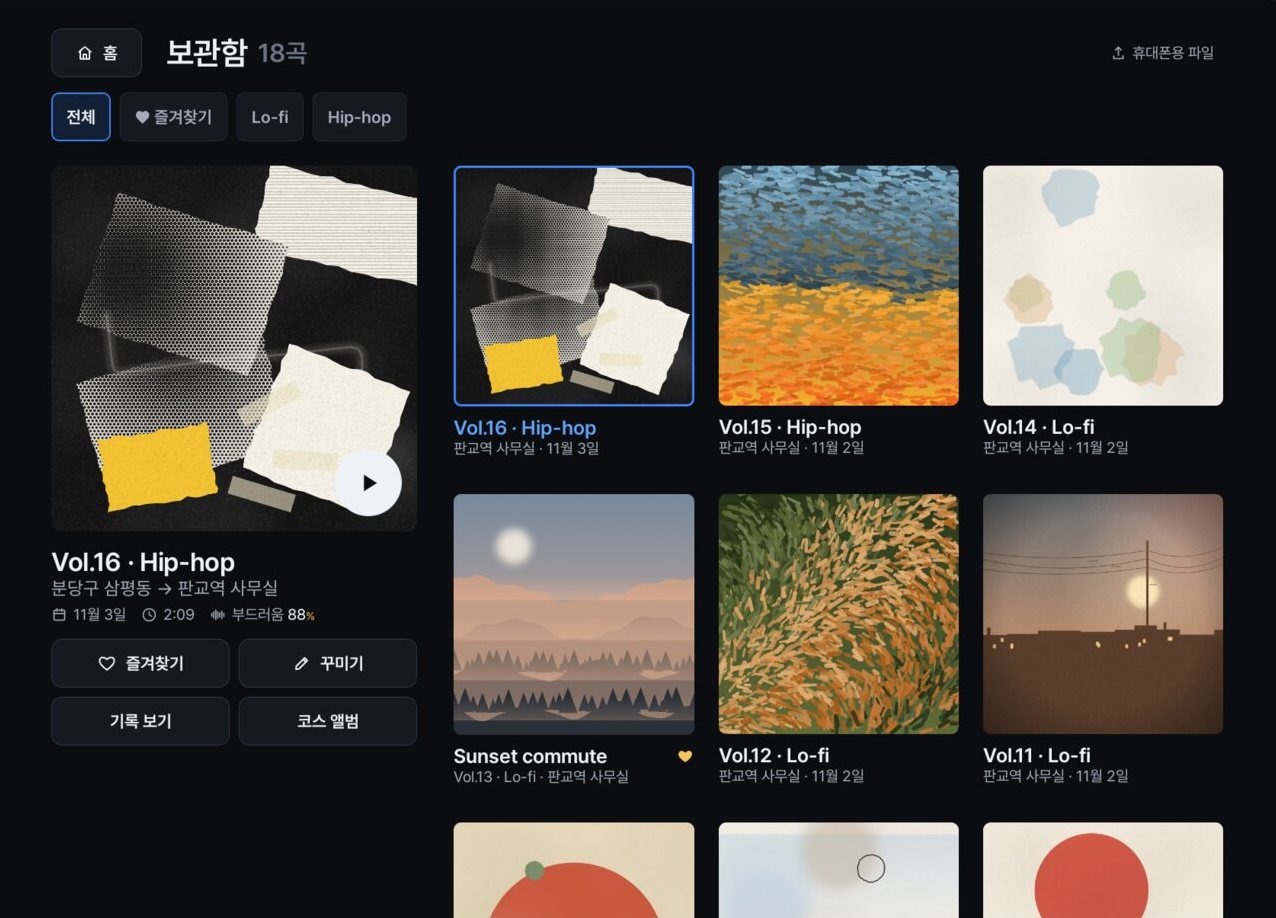 홈
보관함 18곡
휴대폰용 파일
전체
즐겨찾기
Lo-fi
Hip-hop
Vol.16 · Hip-hop
분당구 삼평동 → 판교역 사무실
11월 3일 2:09 부드러움 88%
즐겨찾기
꾸미기
기록 보기
코스 앨범
Vol.16 · Hip-hop
판교역 사무실 · 11월 3일
Vol.15 · Hip-hop
판교역 사무실 · 11월 2일
Vol.14 · Lo-fi
판교역 사무실 · 11월 2일
Sunset commute
Vol.13 · Lo-fi · 판교역 사무실
Vol.12 · Lo-fi
판교역 사무실 · 11월 2일
Vol.11 · Lo-fi
판교역 사무실 · 11월 2일